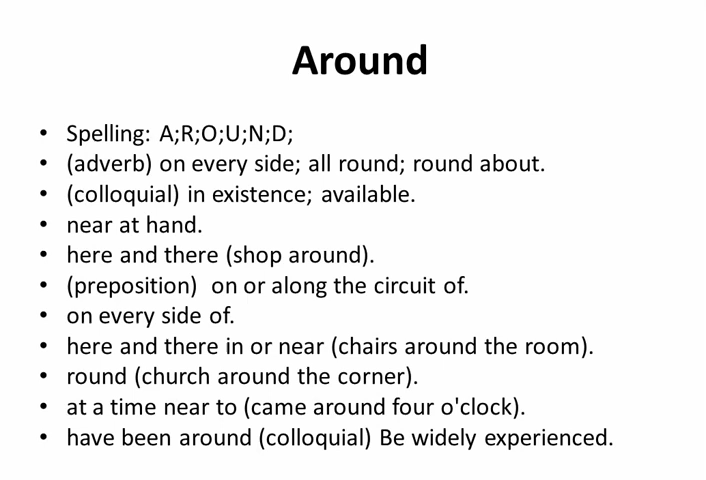 Around
• Spelling: A;R;O;U;N;D;
• (adverb) on every side; all round; round about.
• (colloquial) in existence; available.
• near at hand.
• here and there (shop around).
• (preposition) on or along the circuit of.
• on every side of.
• here and there in or near (chairs around the room).
• round (church around the corner).
• at a time near to (came around four o'clock).
• have been around (colloquial) Be widely experienced.